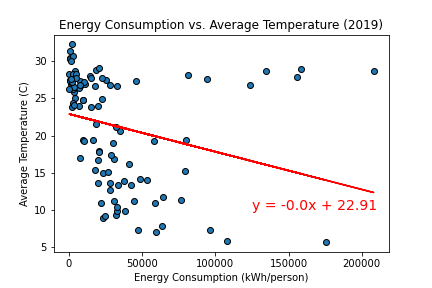 Energy Consumption vs. Average Temperature (2019)
Average Temperature (C)
30
25
20
15
10
5
y = -0.0x + 22.91
0 50000 100000 150000 200000
Energy Consumption (kWh/person)